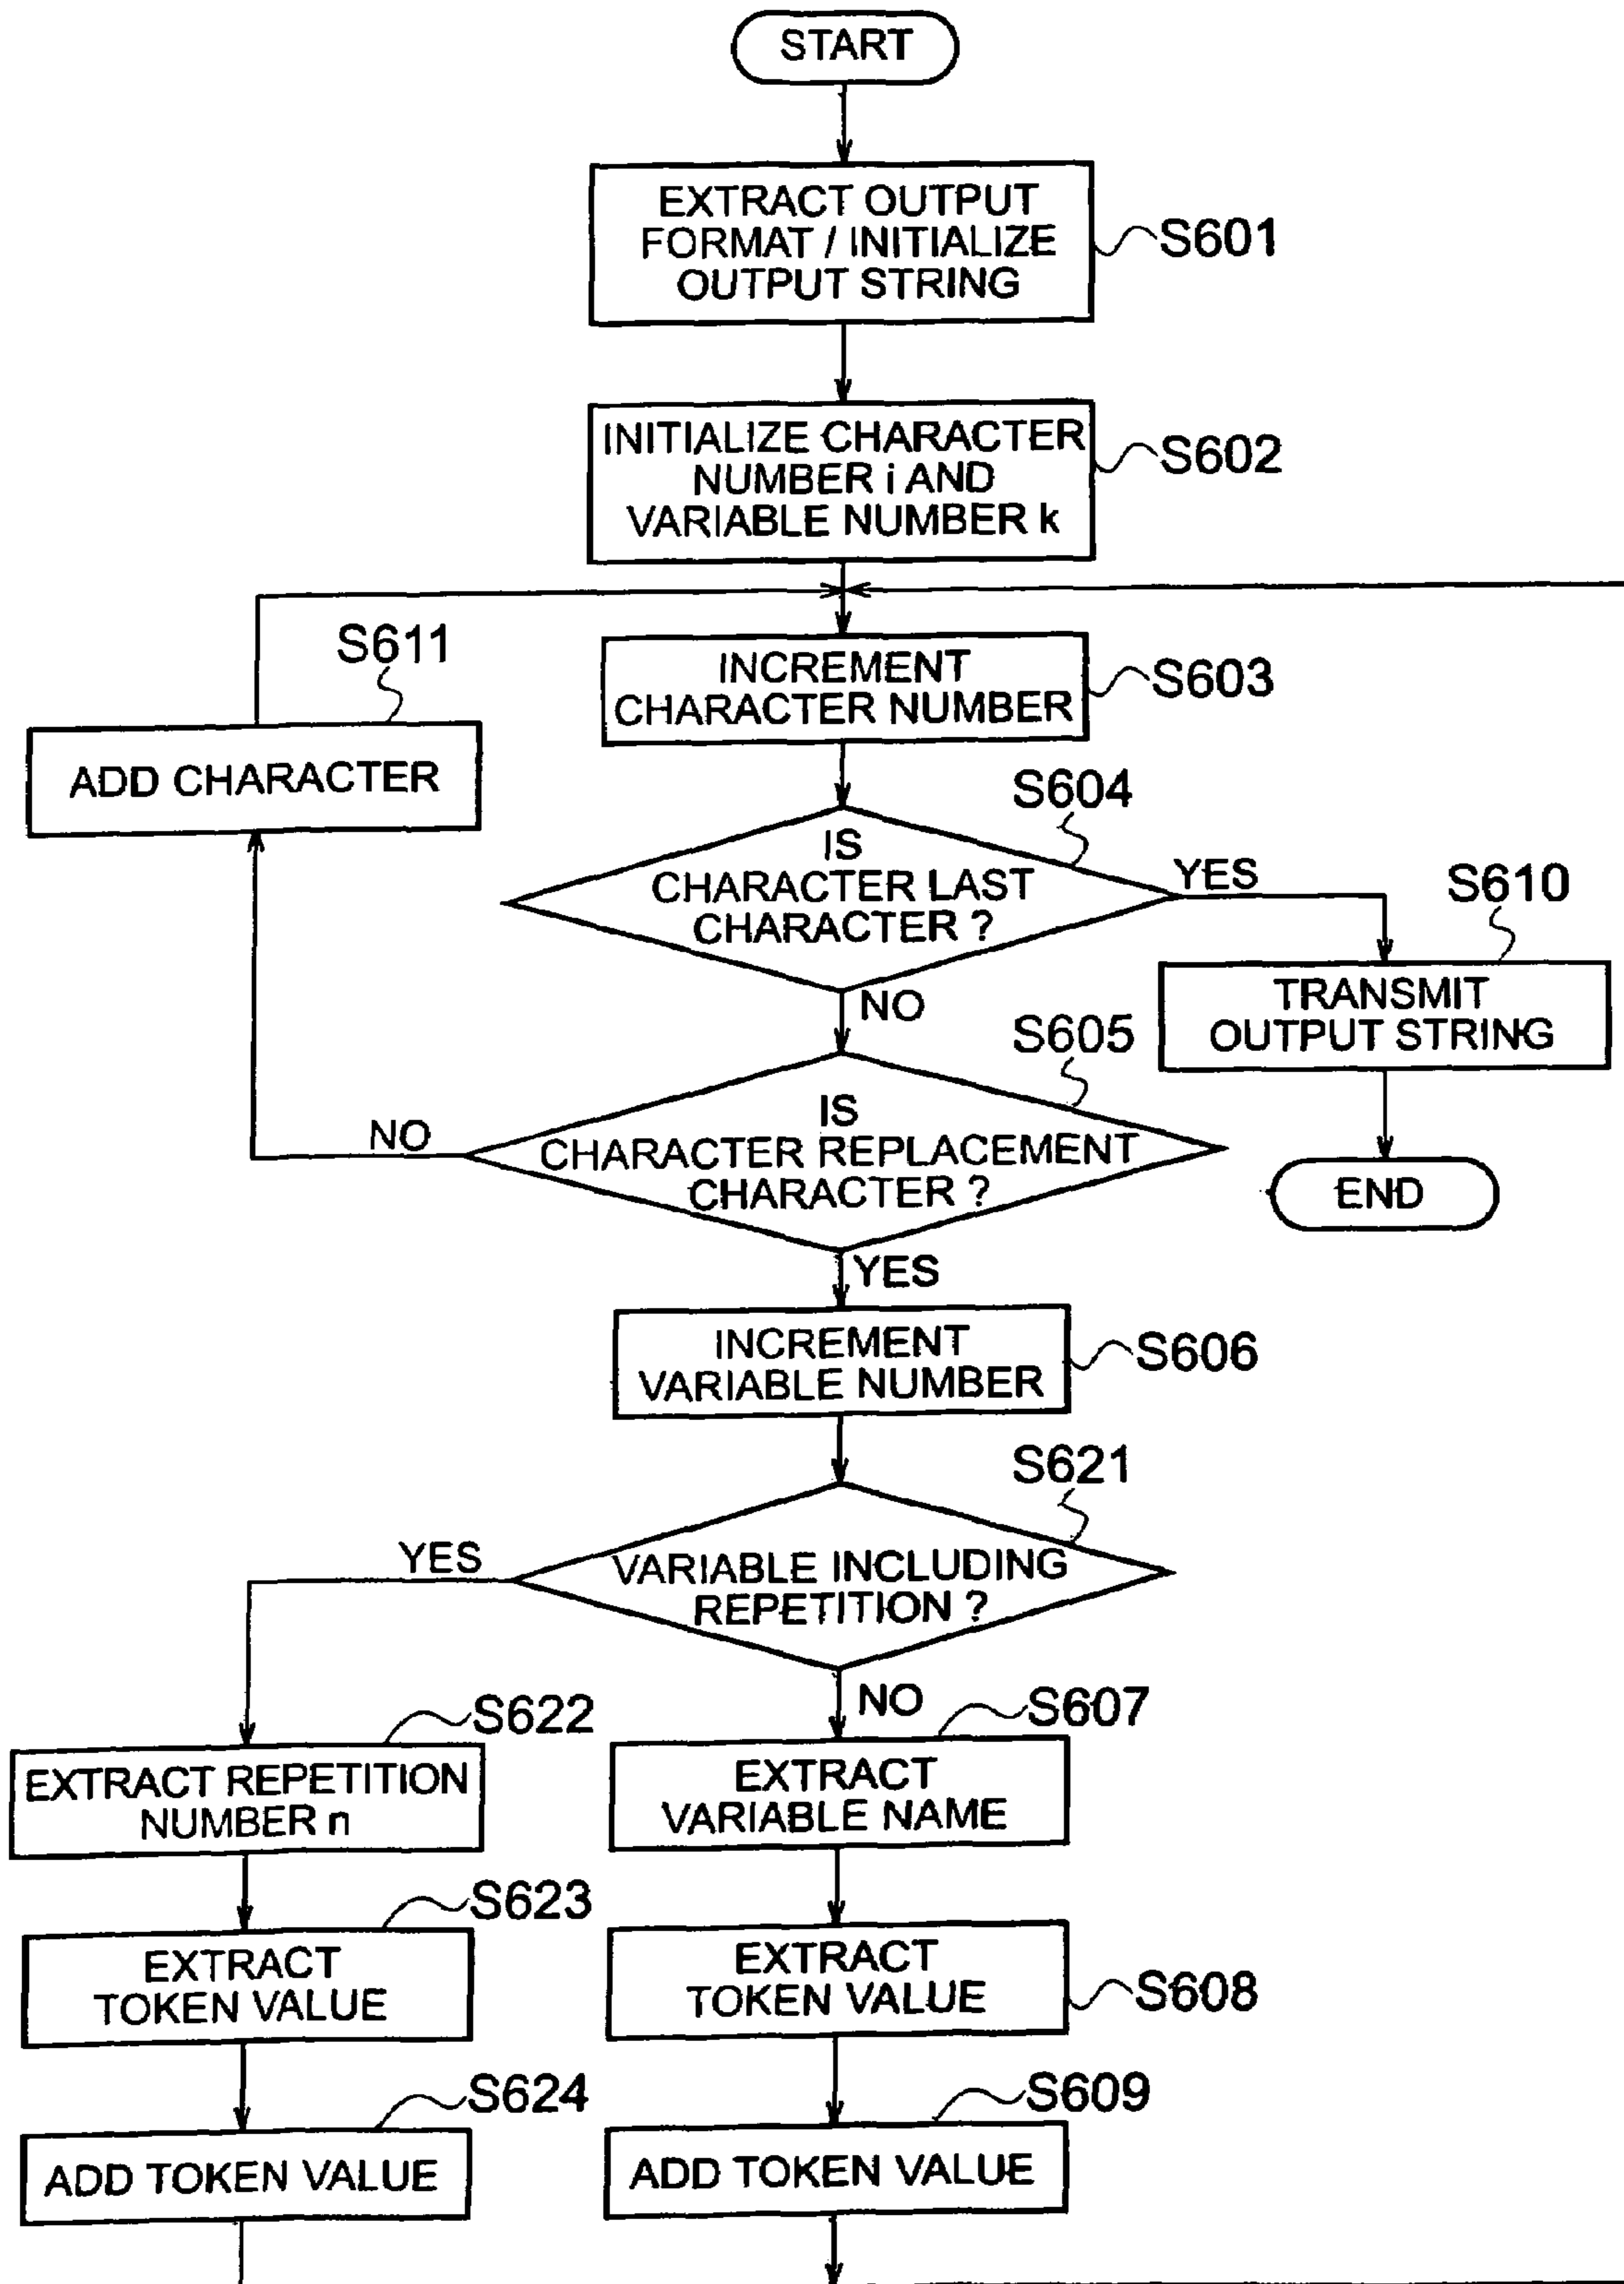 START
EXTRACT OUTPUT
FORMAT / INITIALIZE
OUTPUT STRING
S601
INITIALIZE CHARACTER
NUMBER i AND
VARIABLE NUMBER k
S602
S611
INCREMENT
CHARACTER NUMBER
S603
ADD CHARACTER
S604
IS
CHARACTER LAST
CHARACTER ?
YES
S610
NO
TRANSMIT
OUTPUT STRING
S605
IS
CHARACTER REPLACEMENT
CHARACTER ?
NO
END
YES
INCREMENT
VARIABLE NUMBER
S606
S621
YES
VARIABLE INCLUDING
REPETITION ?
NO
S622
S607
EXTRACT REPETITION
NUMBER n
EXTRACT
VARIABLE NAME
S623
EXTRACT
TOKEN VALUE
EXTRACT
TOKEN VALUE
S608
S624
S609
ADD TOKEN VALUE
ADD TOKEN VALUE